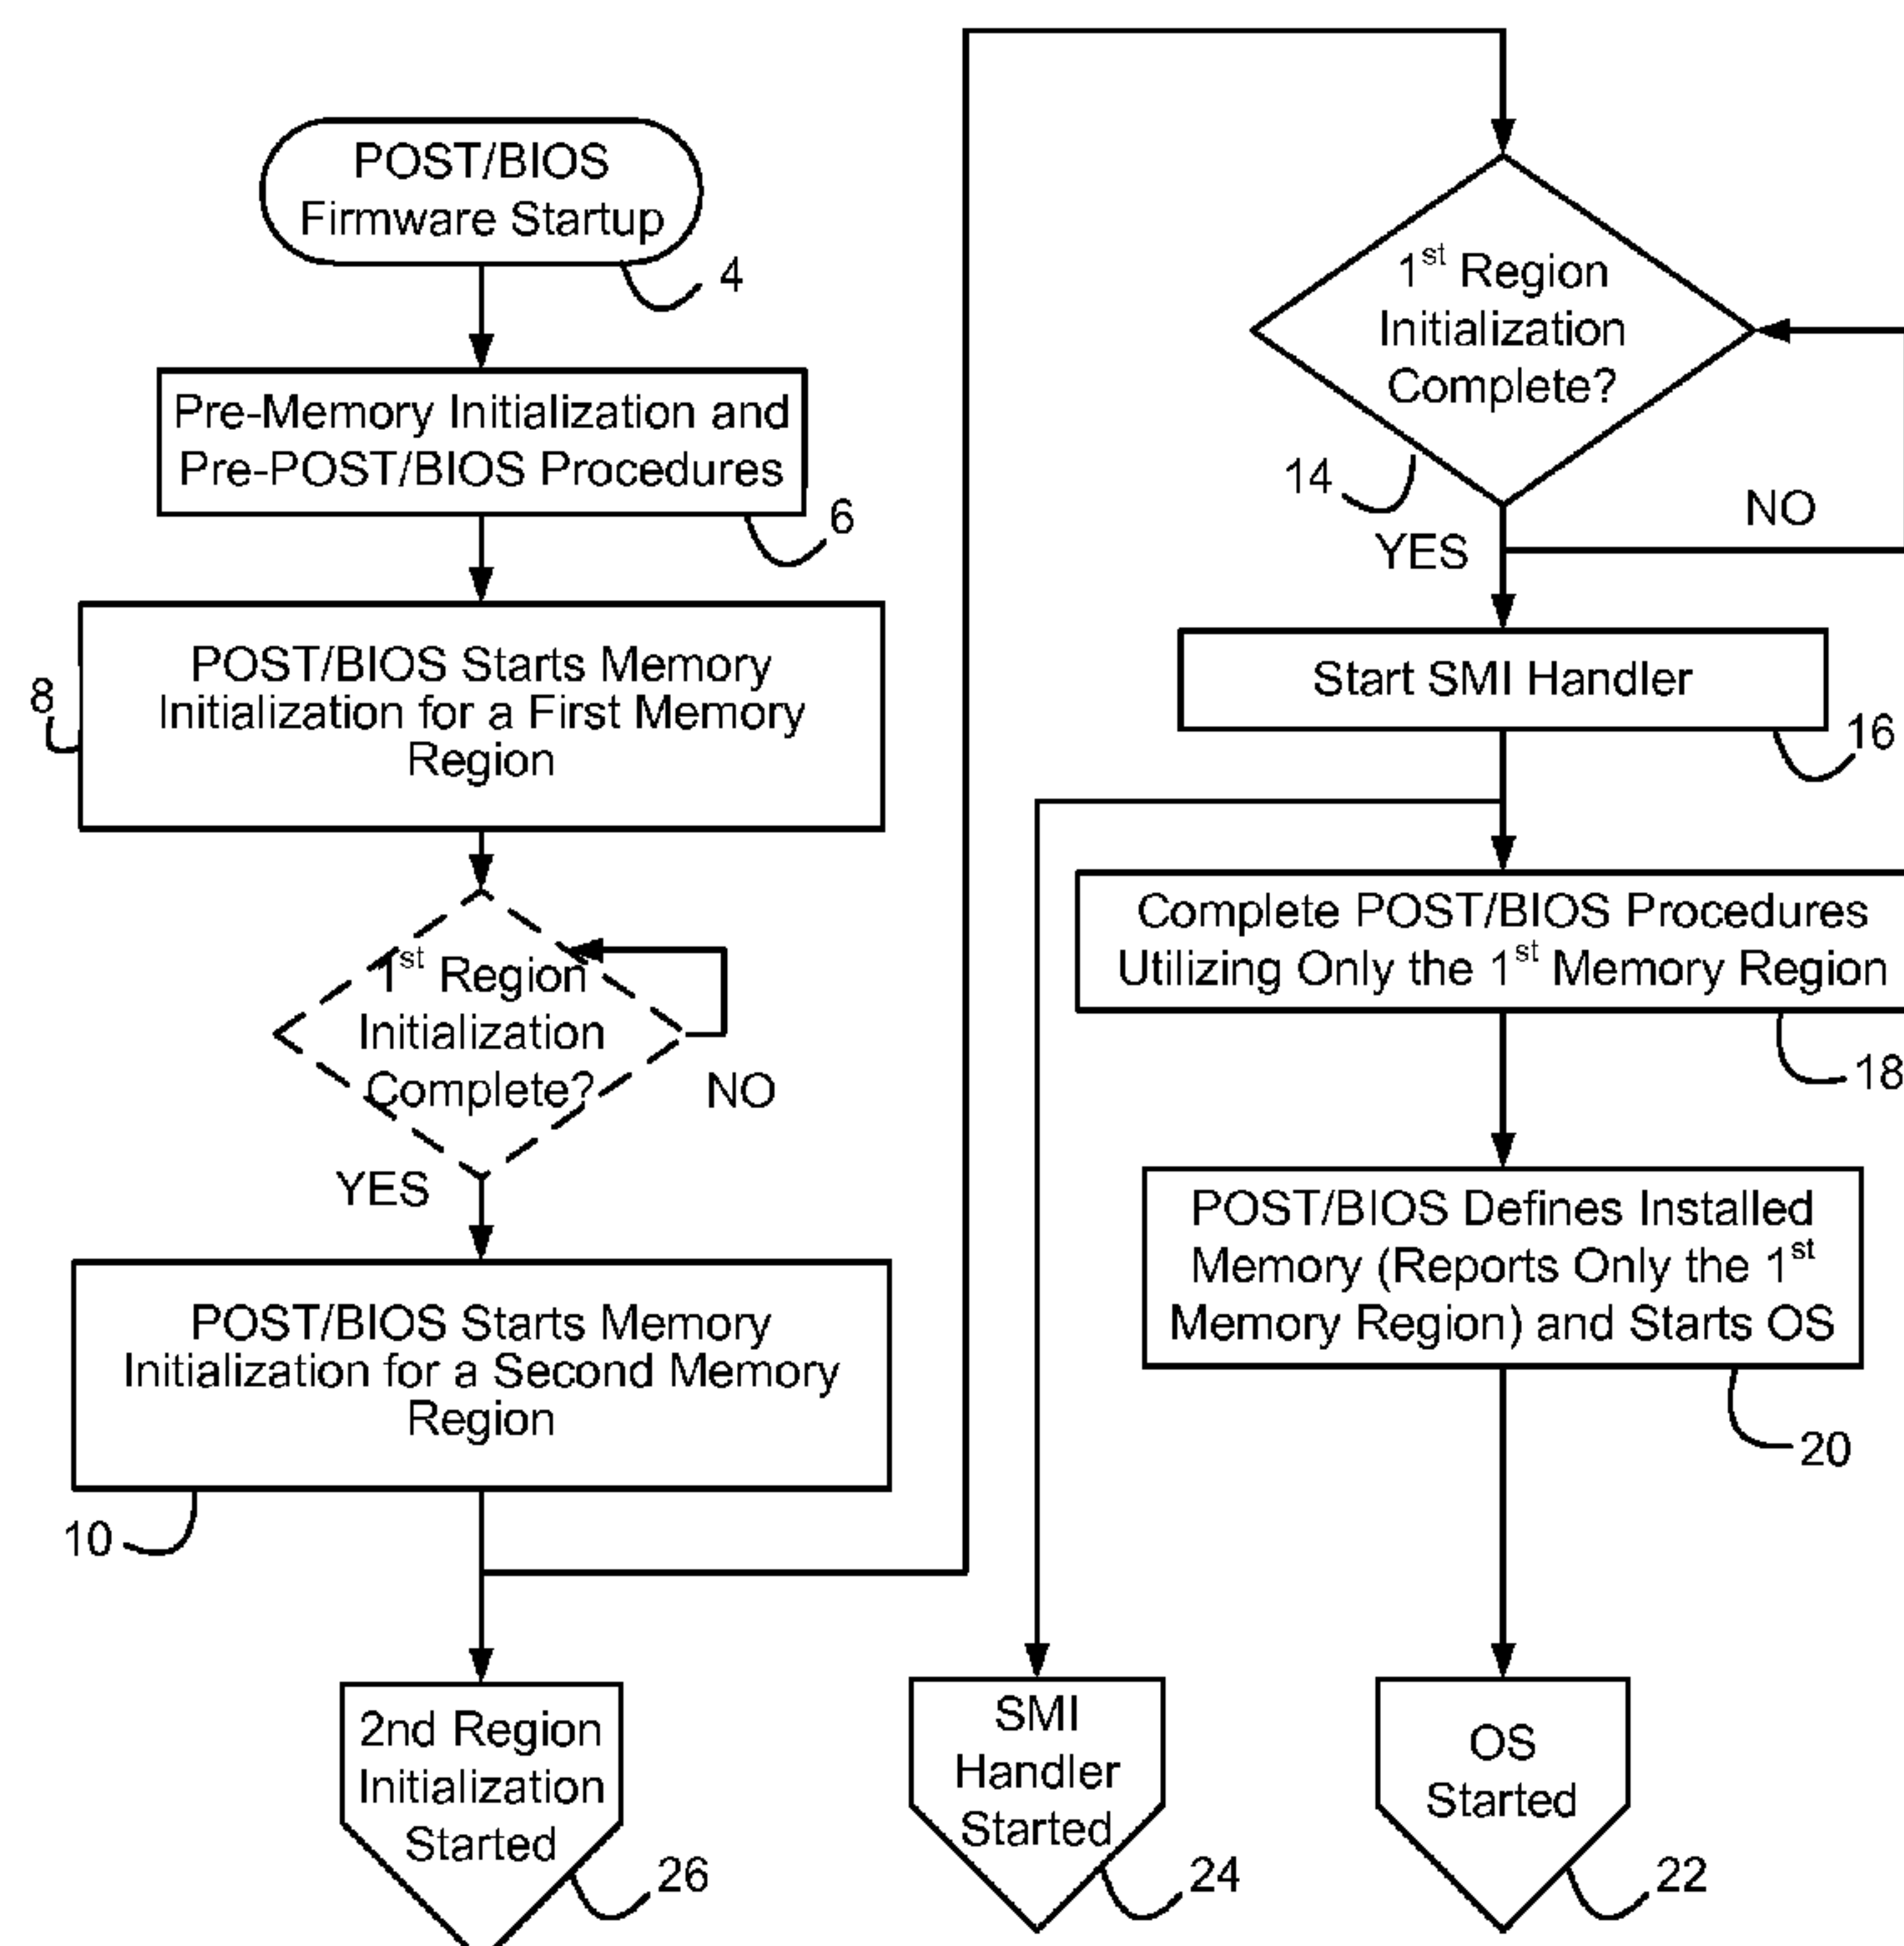 POST/BIOS
Firmware Startup
4
Pre-Memory Initialization and
Pre-POST/BIOS Procedures
6
POST/BIOS Starts Memory
Initialization for a First Memory
Region
8
1st Region
Initialization
Complete?
NO
YES
POST/BIOS Starts Memory
Initialization for a Second Memory
Region
10
2nd Region
Initialization
Started
26
1st Region
Initialization
Complete?
14
NO
YES
Start SMI Handler
16
Complete POST/BIOS Procedures
Utilizing Only the 1st Memory Region
18
POST/BIOS Defines Installed
Memory (Reports Only the 1st
Memory Region) and Starts OS
20
SMI
Handler
Started
24
OS
Started
22